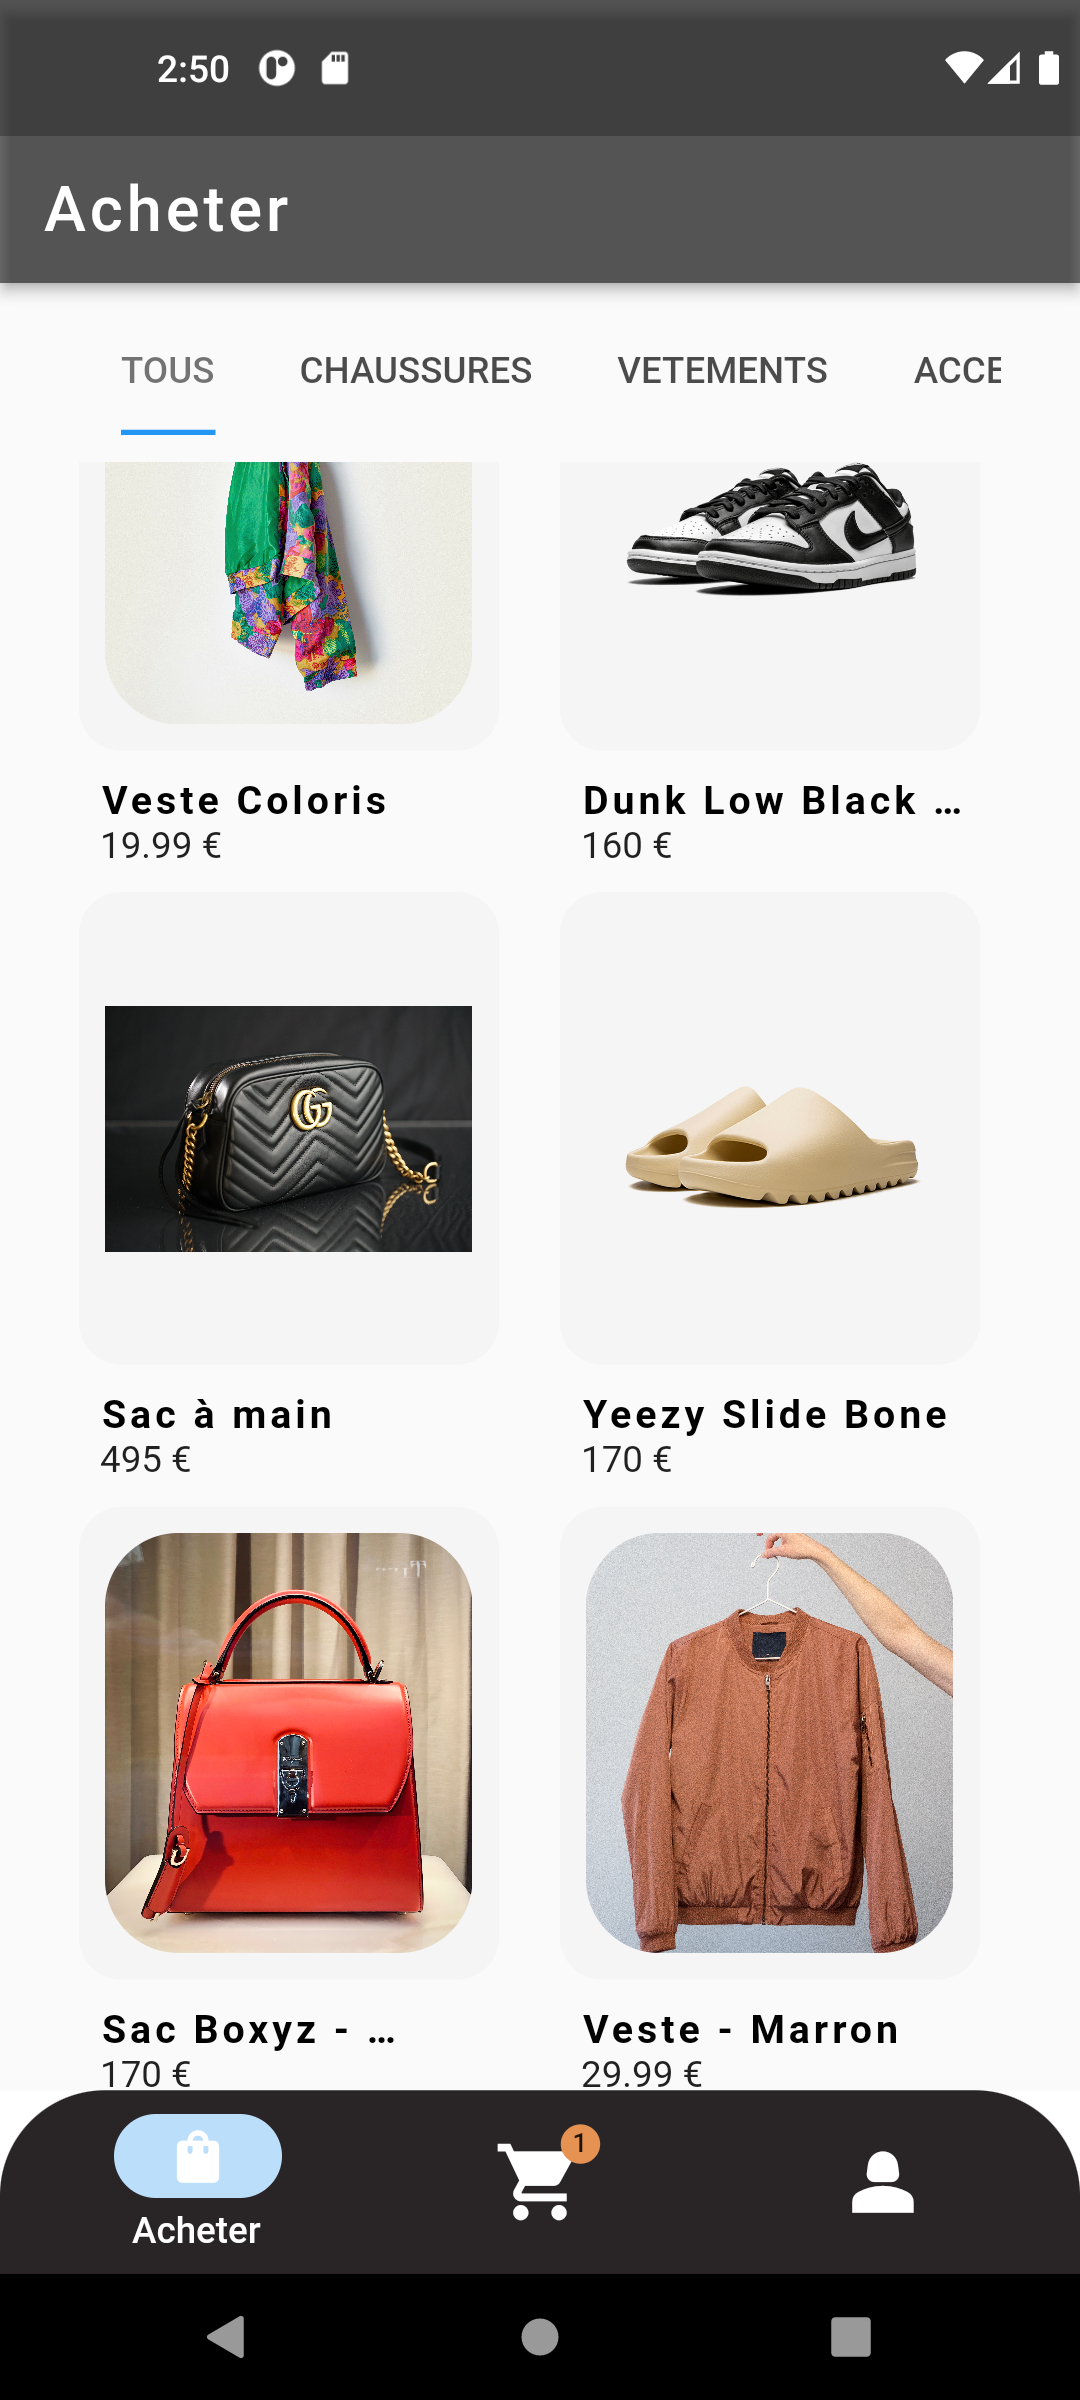 2:50
Acheter
TOUS
CHAUSSURES
VETEMENTS
ACCE
Veste Coloris
19.99 €
Dunk Low Black ...
160 €
Sac à main
495 €
Yeezy Slide Bone
170 €
Sac Boxyz - ...
170 €
Veste - Marron
29.99 €
1
Acheter